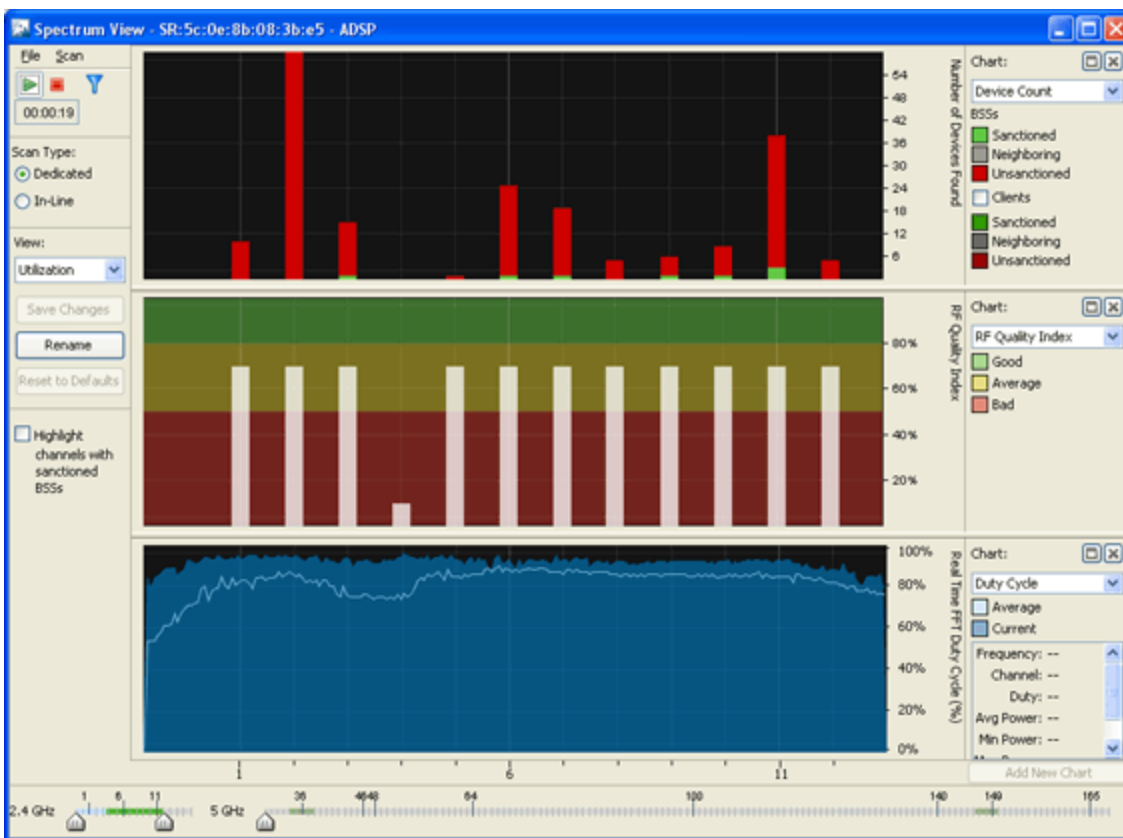 Spectrum View - SR:5c:0e:8b:08:3b:e5 - ADSP
File Scan
00:00:19
Scan Type:
Dedicated
In-Line
View:
Utilization
Save Changes
Rename
Reset to Defaults
Highlight
channels with
sanctioned
BSSs
54
48
42
36
30
24
18
12
6
Number of Devices Found
Chart:
Device Count
BSSs
Sanctioned
Neighboring
Unsanctioned
Clients
Sanctioned
Neighboring
Unsanctioned
80%
60%
40%
20%
RF Quality Index
Chart:
RF Quality Index
Good
Average
Bad
100%
80%
60%
40%
20%
0%
Real Time FFT Duty Cycle (%)
Chart:
Duty Cycle
Average
Current
Frequency: --
Channel: --
Duty: --
Avg Power: --
Min Power: --
Add New Chart
1 6 11
2.4 GHz 1 6 11 5 GHz 36 4648 64 100 140 149 165